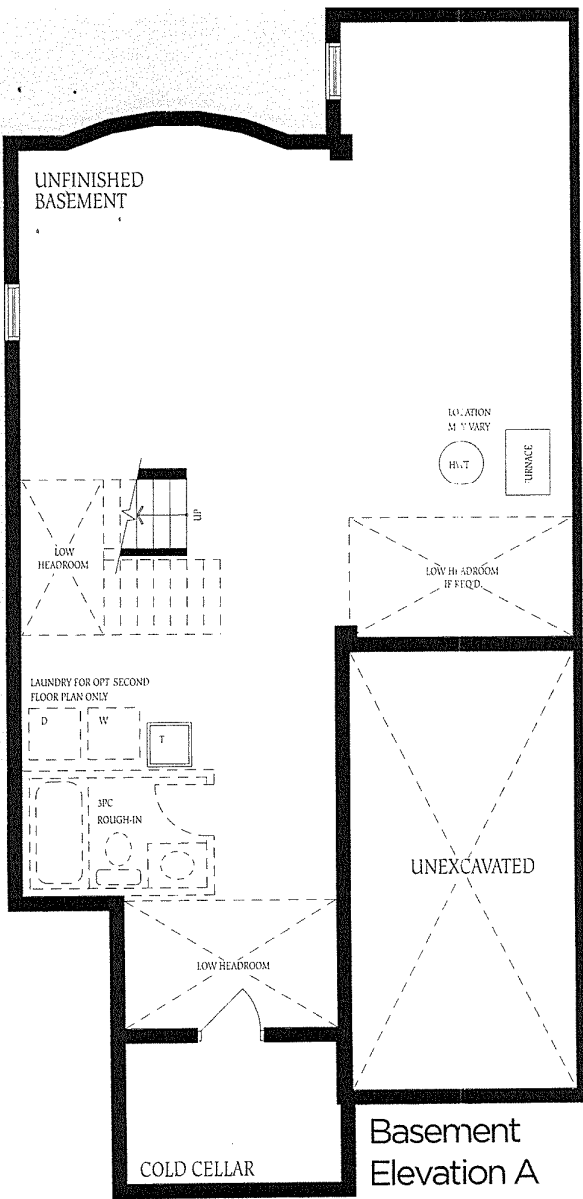 UNFINISHED
BASEMENT
LOCATION
MAY VARY
HWT
FURNACE
UP
LOW
HEADROOM
LOW HEADROOM
IF REQ'D.
LAUNDRY FOR OPT SECOND
FLOOR PLAN ONLY
D
W
T
3PC
ROUGH-IN
UNEXCAVATED
LOW HEADROOM
COLD CELLAR
Basement
Elevation A